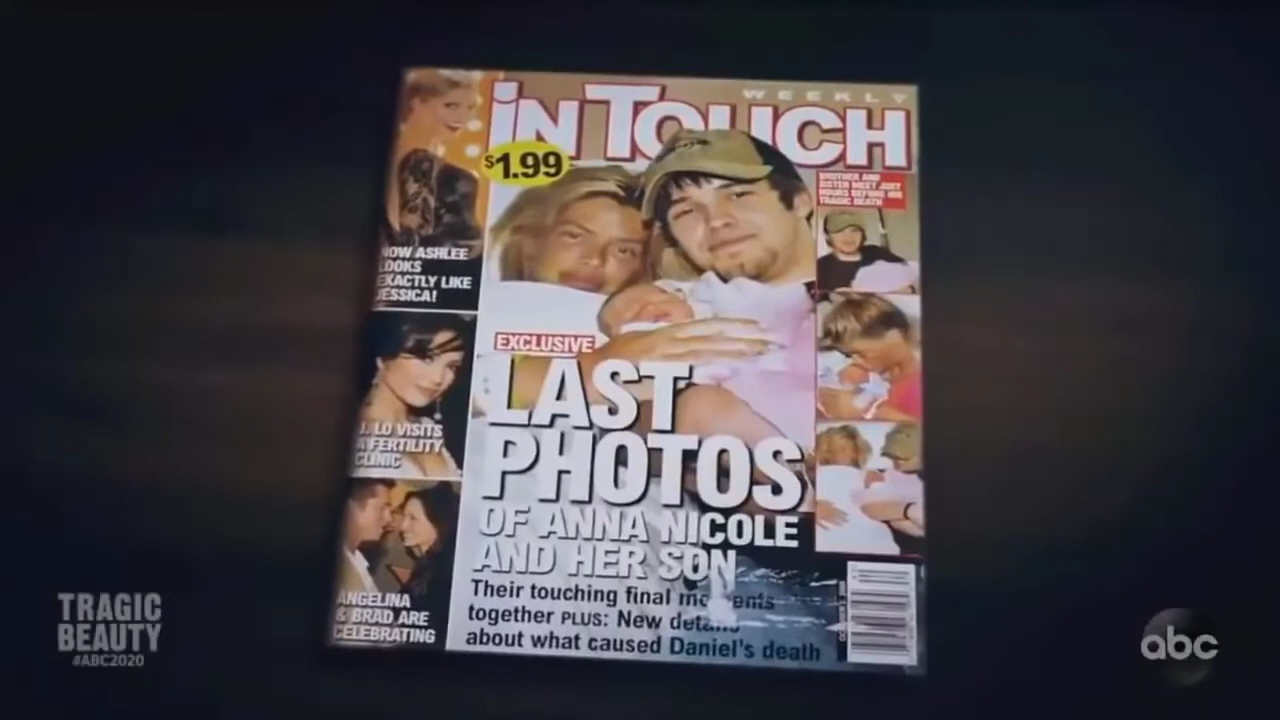 WEEKLY
iN TOUCH
$1.99
BROTHER AND
SISTER MEET JUST
HOURS BEFORE HIS
TRAGIC DEATH
NOW ASHLEE
LOOKS
EXACTLY LIKE
JESSICA!
J. LO VISITS
A FERTILITY
CLINIC
ANGELINA
& BRAD ARE
CELEBRATING
EXCLUSIVE
LAST
PHOTOS
OF ANNA NICOLE
AND HER SON
Their touching final moments
together PLUS: New details
about what caused Daniel's death
TRAGIC
BEAUTY
#ABC2020
abc